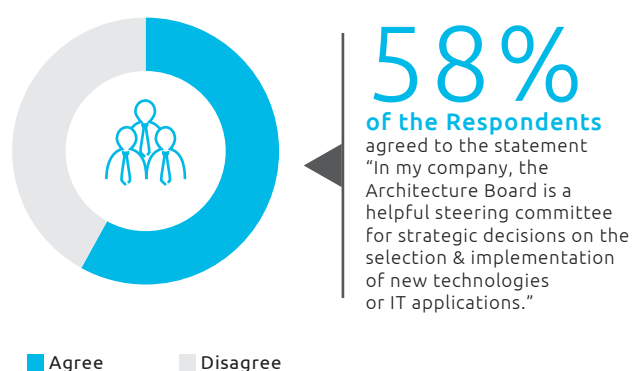 58%
of the Respondents
agreed to the statement
“In my company, the
Architecture Board is a
helpful steering committee
for strategic decisions on the
selection & implementation
of new technologies
or IT applications.”
Agree
Disagree